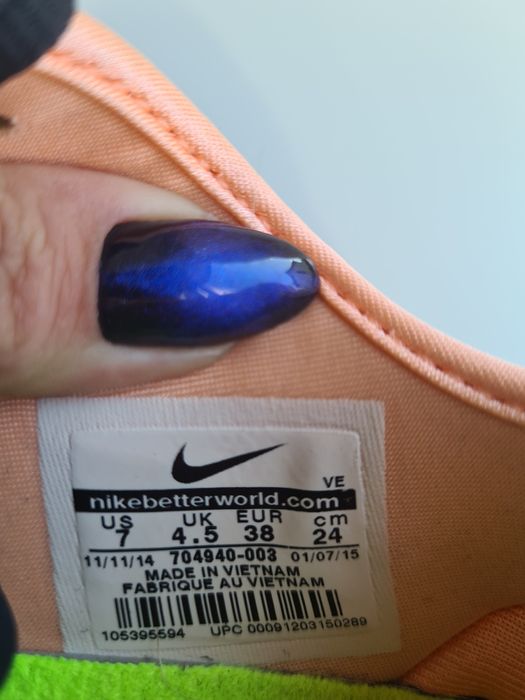 VE
nikebetterworld.com
US UK EUR cm
7 4.5 38 24
11/11/14 704940-003 01/07/15
MADE IN VIETNAM
FABRIQUE AU VIETNAM
105395594 UPC 00091203150289